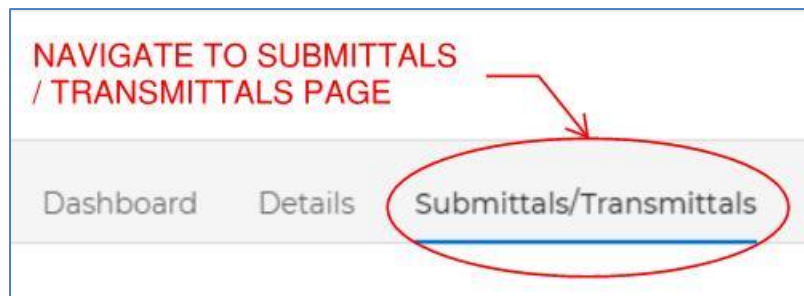 NAVIGATE TO SUBMITTALS
/ TRANSMITTALS PAGE
Dashboard Details Submittals/Transmittals